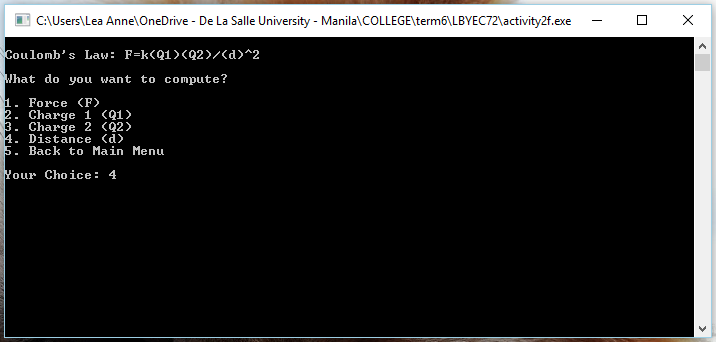 C:\Users\Lea Anne\OneDrive - De La Salle University - Manila\COLLEGE\term6\LBYEC72\activity2f.exe
Coulomb's Law: F=k(Q1)(Q2)/(d)^2
What do you want to compute?
1. Force (F)
2. Charge 1 (Q1)
3. Charge 2 (Q2)
4. Distance (d)
5. Back to Main Menu
Your Choice: 4